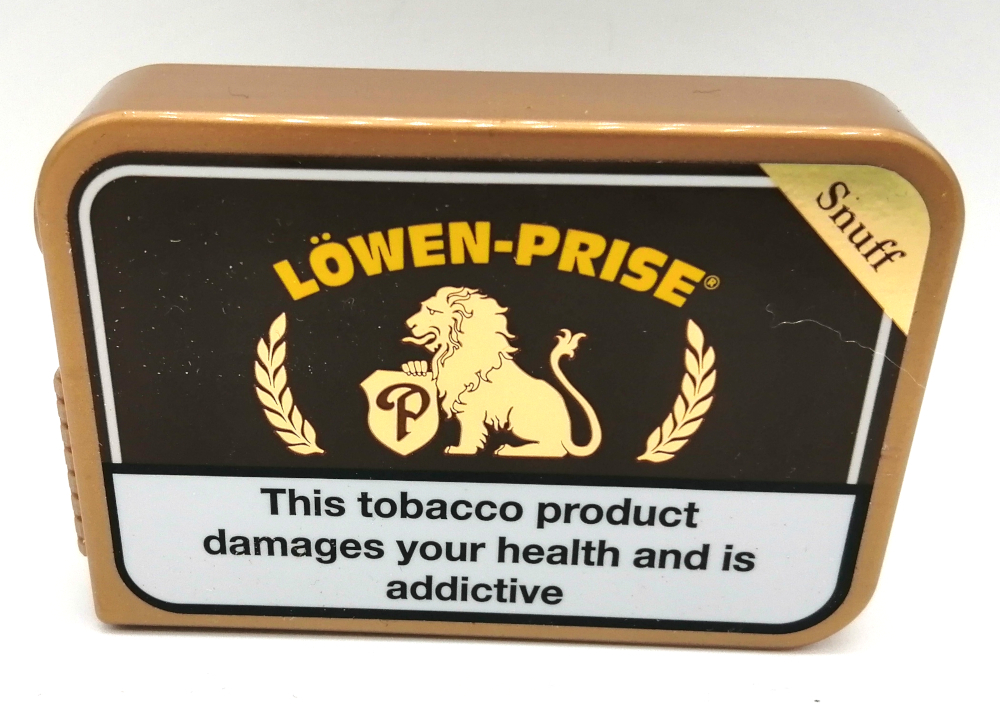 Snuff
LÖWEN-PRISE®
P
This tobacco product
damages your health and is
addictive